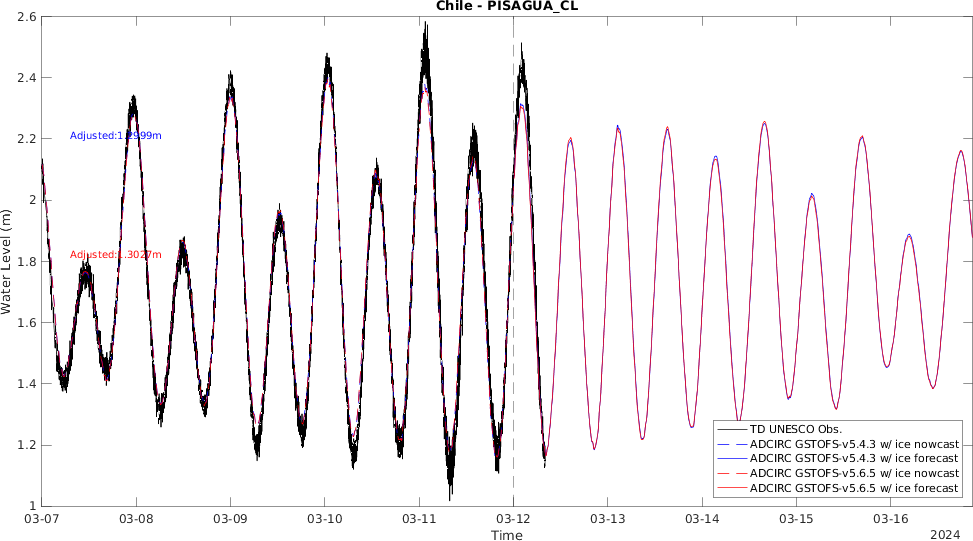 Chile - PISAGUA_CL
2.6
2.4
2.2
2
1.8
1.6
1.4
1.2
1
Water Level (m)
Adjusted:1.2999m
Adjusted:1.3027m
TD UNESCO Obs.
ADCIRC GSTOFS-v5.4.3 w/ ice nowcast
ADCIRC GSTOFS-v5.4.3 w/ ice forecast
ADCIRC GSTOFS-v5.6.5 w/ ice nowcast
ADCIRC GSTOFS-v5.6.5 w/ ice forecast
03-07 03-08 03-09 03-10 03-11 03-12 03-13 03-14 03-15 03-16
Time
2024